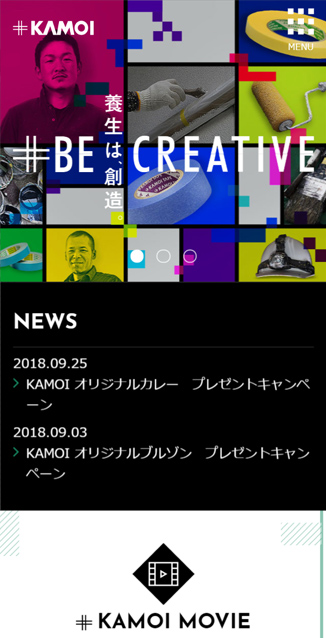 #KAMOI
MENU
養生は、創造。
#BE CREATIVE
KAMOI
NEWS
2018.09.25
KAMOI オリジナルカレー　プレゼントキャンペ
ーン
2018.09.03
KAMOI オリジナルブルゾン　プレゼントキャン
ペーン
#KAMOI MOVIE